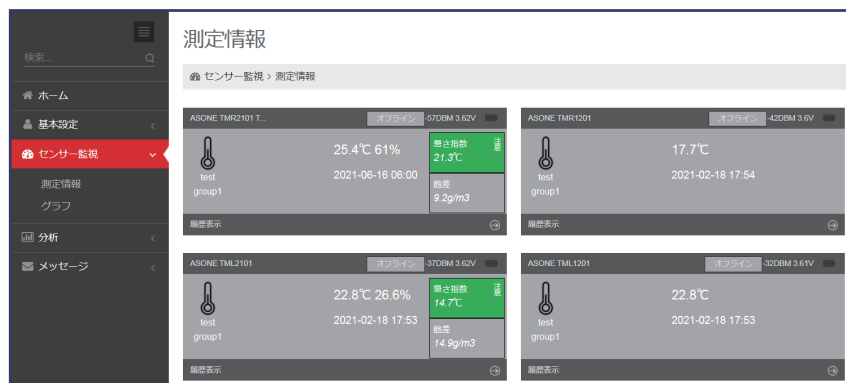 測定情報
検索...
センサー監視 > 測定情報
ホーム
基本設定
センサー監視
測定情報
グラフ
分析
メッセージ
ASONE TMR2101 T...
オフライン
-57DBM 3.62V
25.4℃ 61%
2021-06-16 06:00
test
group1
暑さ指数
注意
21.3℃
飽差
9.2g/m3
履歴表示
ASONE TMR1201
オフライン
-42DBM 3.6V
17.7℃
2021-02-18 17:54
test
group1
履歴表示
ASONE TML2101
オフライン
-37DBM 3.62V
22.8℃ 26.6%
2021-02-18 17:53
test
group1
暑さ指数
注意
14.7℃
飽差
14.9g/m3
履歴表示
ASONE TML1201
オフライン
-32DBM 3.61V
22.8℃
2021-02-18 17:53
test
group1
履歴表示